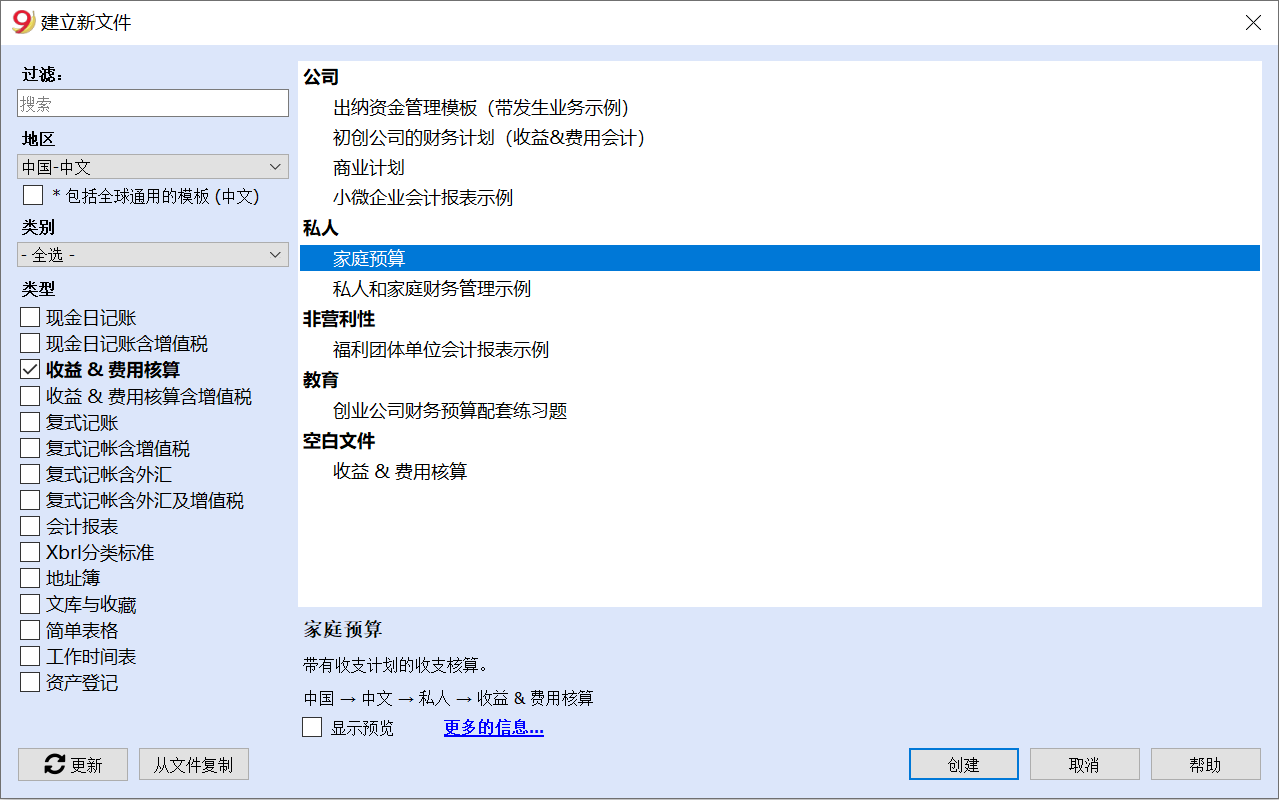 9 建立新文件
过滤：
搜索
地区
中国-中文
* 包括全球通用的模板 (中文)
类别
- 全选 -
类型
现金日记账
现金日记账含增值税
收益 & 费用核算
收益 & 费用核算含增值税
复式记账
复式记帐含增值税
复式记帐含外汇
复式记帐含外汇及增值税
会计报表
Xbrl分类标准
地址簿
文库与收藏
简单表格
工作时间表
资产登记
公司
出纳资金管理模板（带发生业务示例）
初创公司的财务计划（收益&费用会计）
商业计划
小微企业会计报表示例
私人
家庭预算
私人和家庭财务管理示例
非营利性
福利团体单位会计报表示例
教育
创业公司财务预算配套练习题
空白文件
收益 & 费用核算
家庭预算
带有收支计划的收支核算。
中国 → 中文 → 私人 → 收益 & 费用核算
显示预览 更多的信息...
更新 从文件复制 创建 取消 帮助